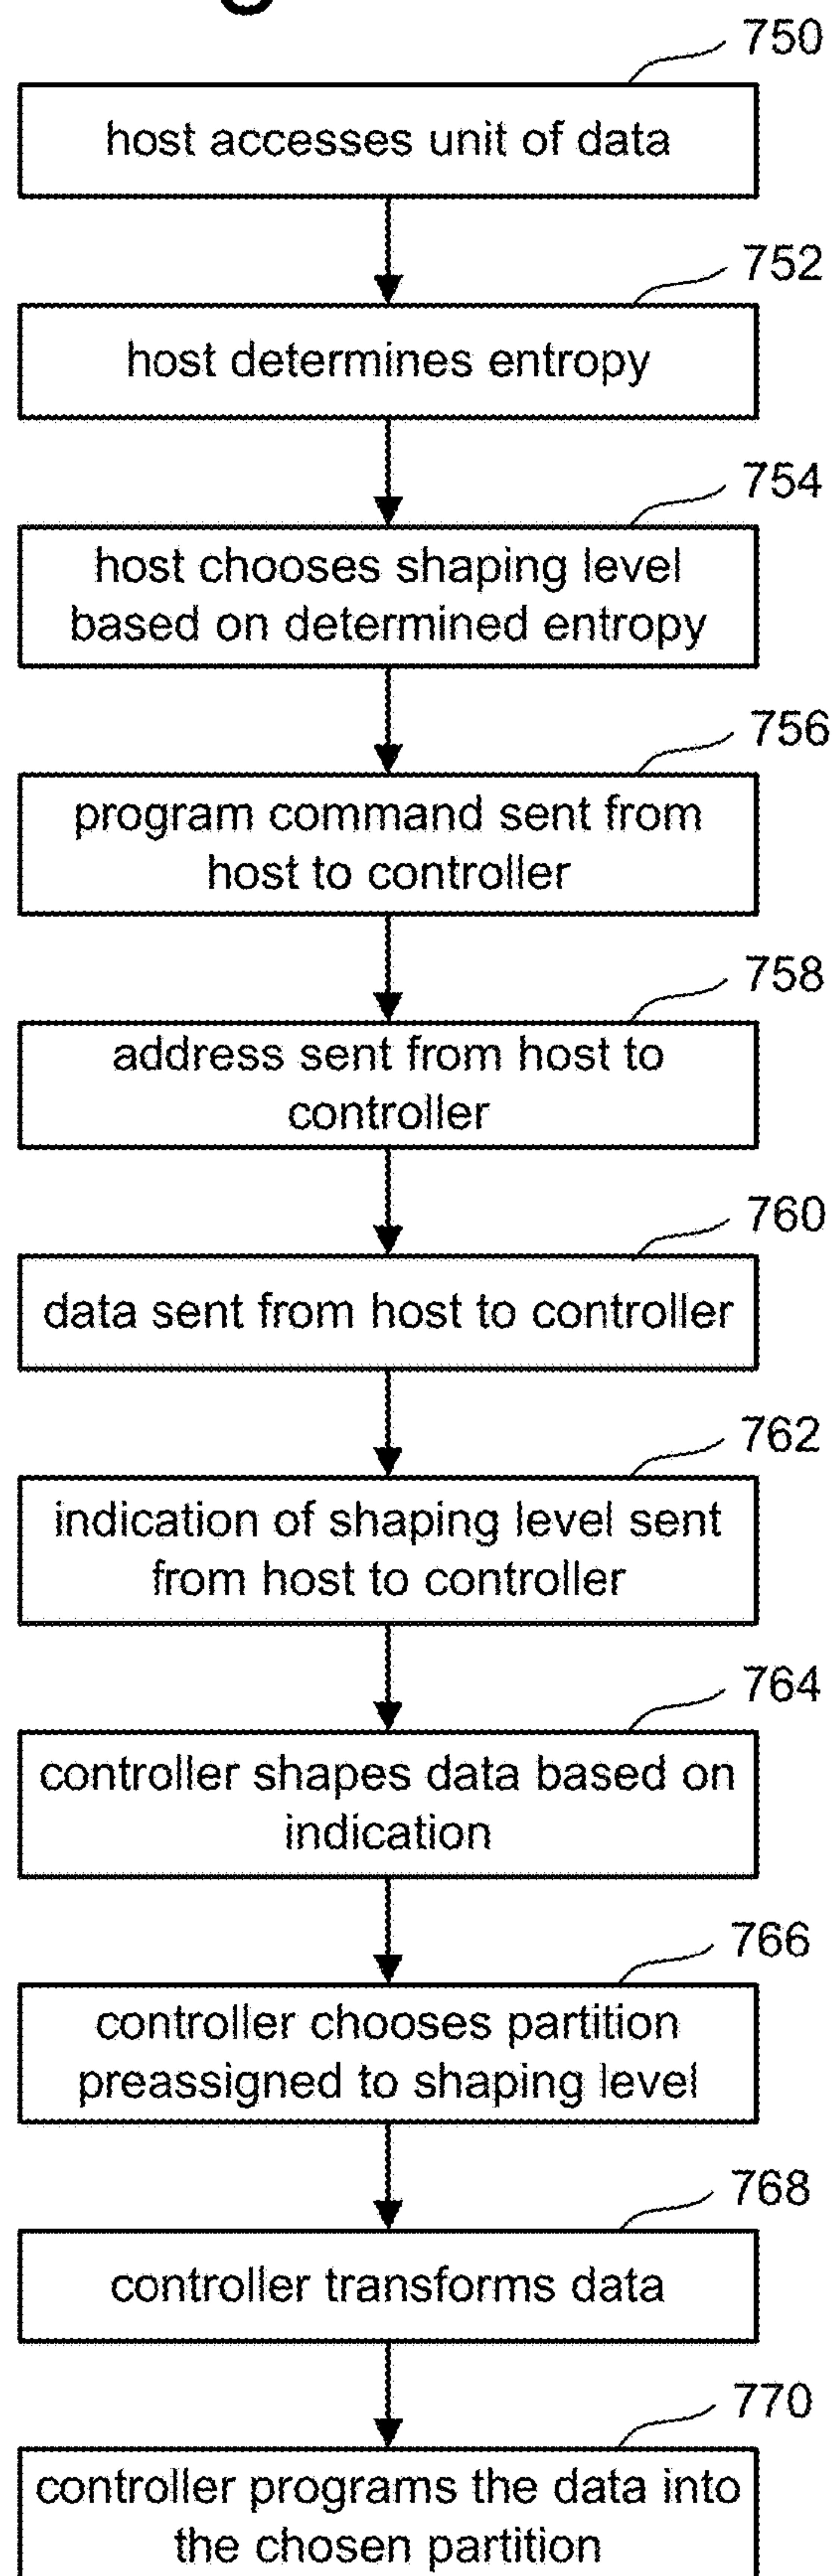 750
host accesses unit of data
752
host determines entropy
754
host chooses shaping level
based on determined entropy
756
program command sent from
host to controller
758
address sent from host to
controller
760
data sent from host to controller
762
indication of shaping level sent
from host to controller
764
controller shapes data based on
indication
766
controller chooses partition
preassigned to shaping level
768
controller transforms data
770
controller programs the data into
the chosen partition